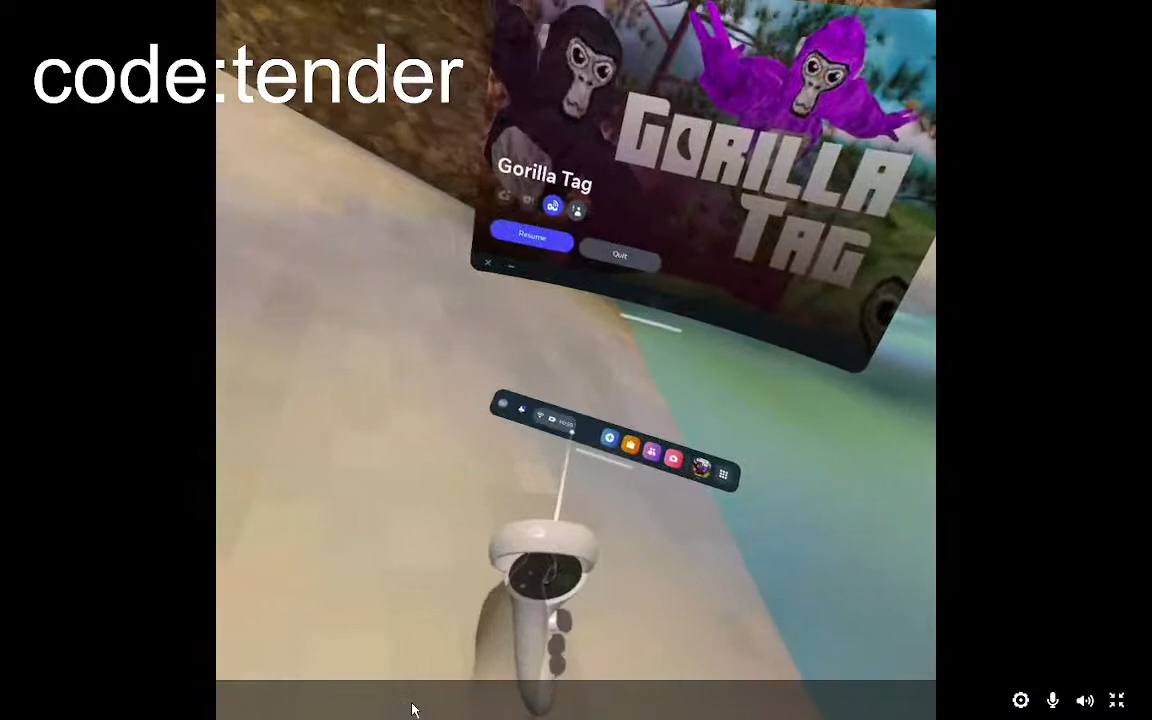 code:tender
GORILLA
TAG
Gorilla Tag
Resume
Quit